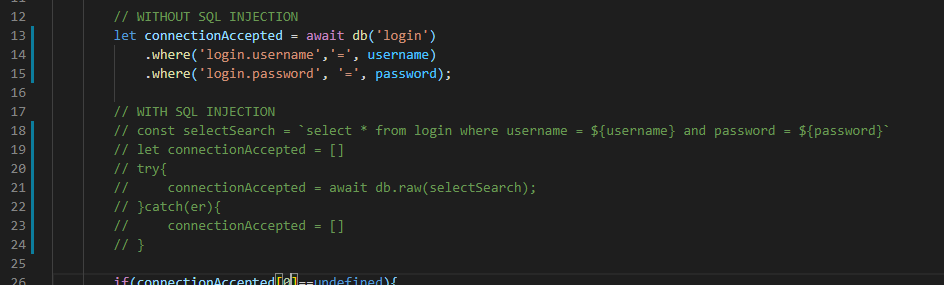 12 // WITHOUT SQL INJECTION
13 let connectionAccepted = await db('login')
14 .where('login.username','=', username)
15 .where('login.password', '=', password);
16
17 // WITH SQL INJECTION
18 // const selectSearch = `select * from login where username = ${username} and password = ${password}`
19 // let connectionAccepted = []
20 // try{
21 //     connectionAccepted = await db.raw(selectSearch);
22 // }catch(er){
23 //     connectionAccepted = []
24 // }
25
26 if(connectionAccepted[0]==undefined){